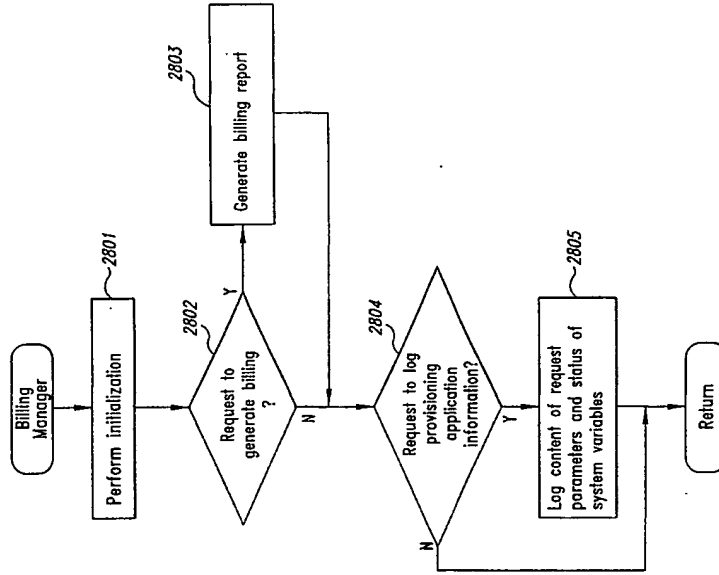 Billing
Manager
2801
Perform initialization
2802
Request to
generate billing
?
Y
N
2803
Generate billing report
2804
Request to log
provisioning
application
information?
N
Y
2805
Log content of request
parameters and status of
system variables
Return